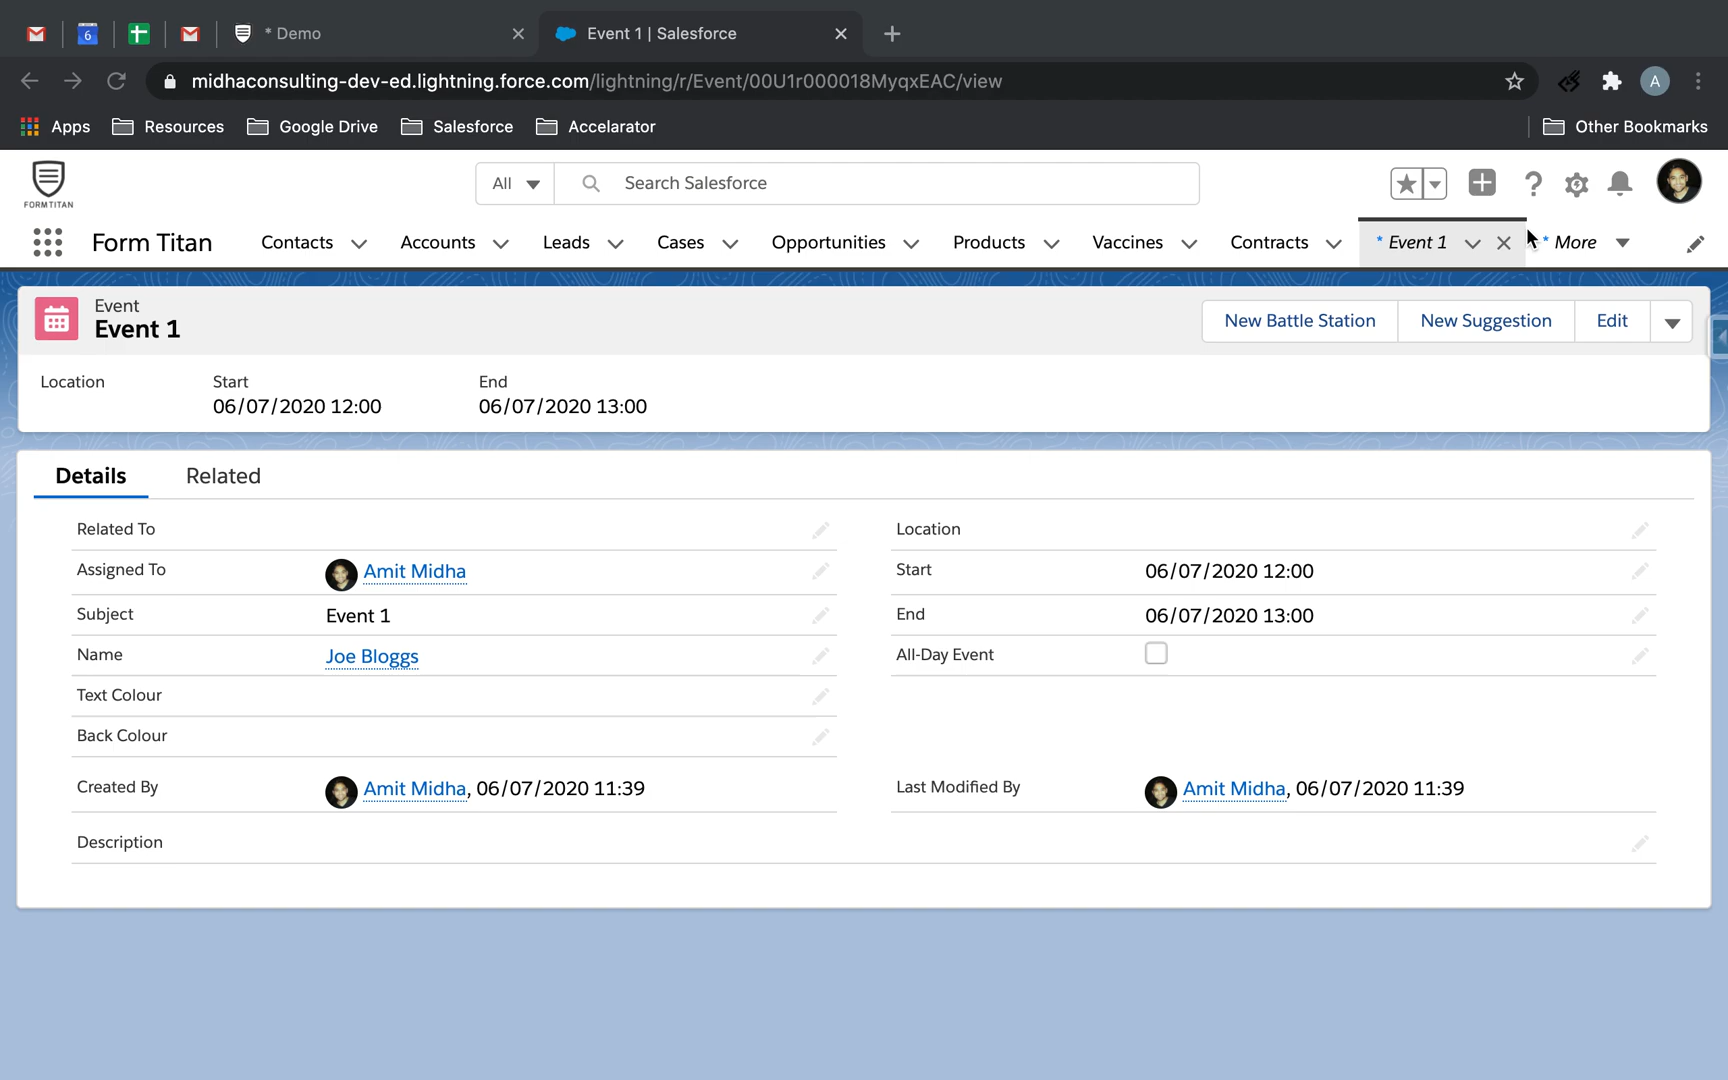 6 * Demo Event 1 | Salesforce
midhaconsulting-dev-ed.lightning.force.com/lightning/r/Event/00U1r000018MyqxEAC/view A
Apps Resources Google Drive Salesforce Accelarator Other Bookmarks
FORMTITAN All Search Salesforce
Form Titan Contacts Accounts Leads Cases Opportunities Products Vaccines Contracts * Event 1 * More
Event
Event 1
New Battle Station New Suggestion Edit
Location Start End
06/07/2020 12:00 06/07/2020 13:00
Details Related
Related To Location
Assigned To Amit Midha Start 06/07/2020 12:00
Subject Event 1 End 06/07/2020 13:00
Name Joe Bloggs All-Day Event
Text Colour
Back Colour
Created By Amit Midha, 06/07/2020 11:39 Last Modified By Amit Midha, 06/07/2020 11:39
Description